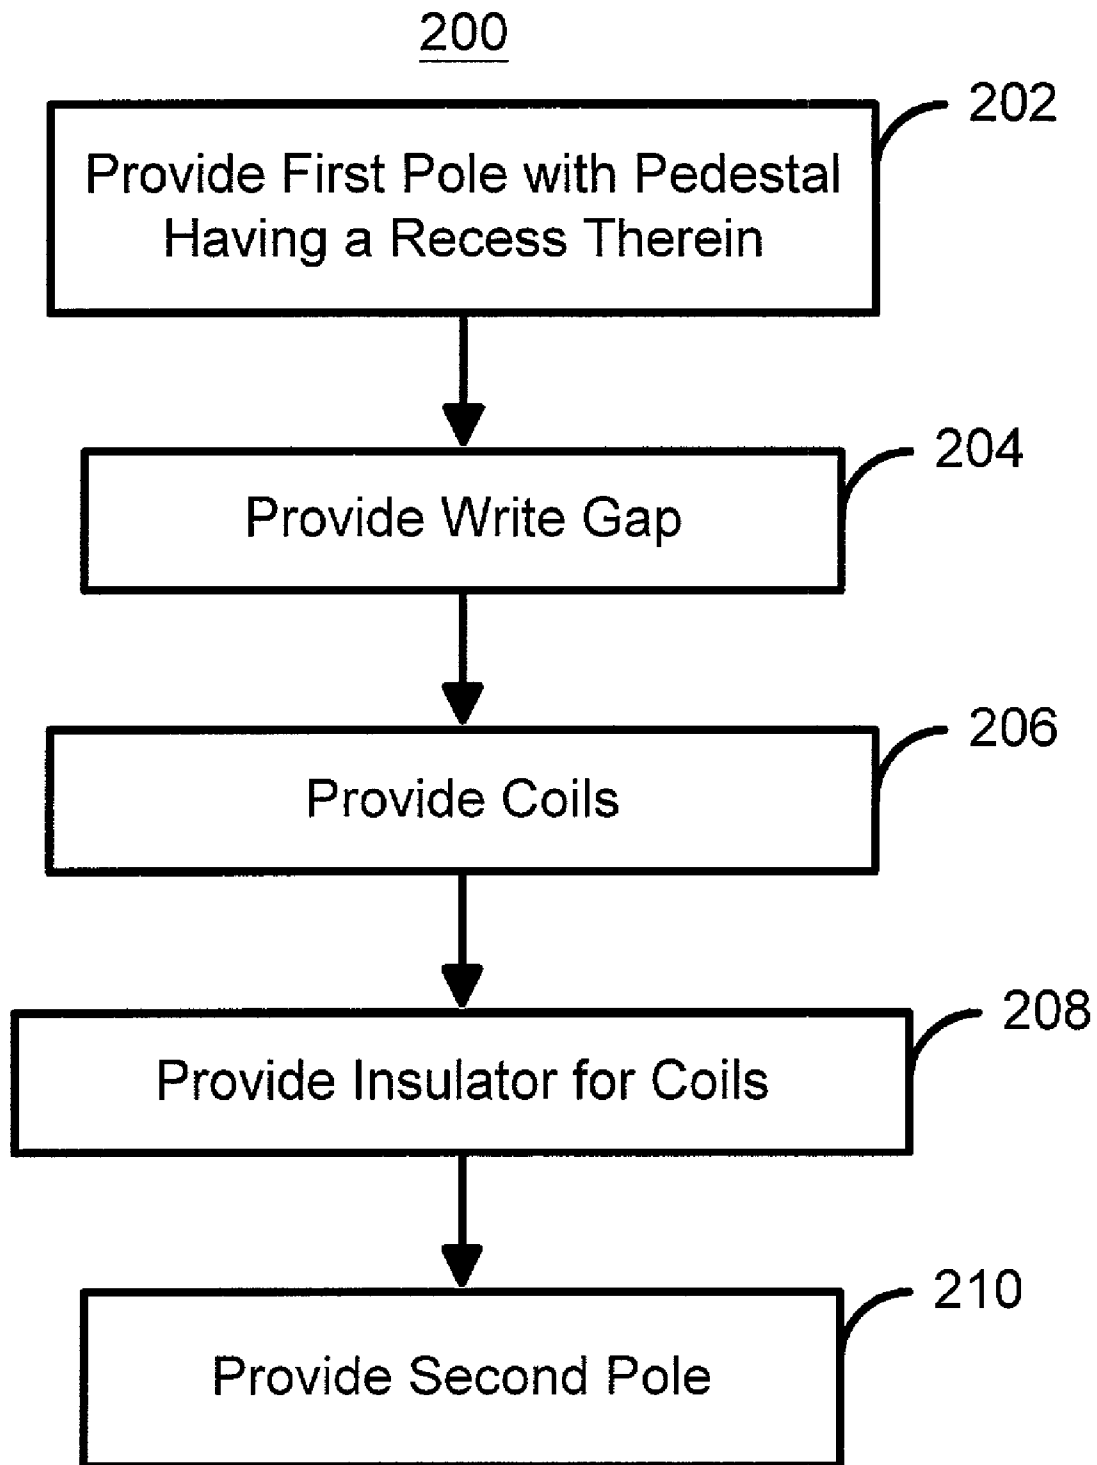 200
202
Provide First Pole with Pedestal
Having a Recess Therein
204
Provide Write Gap
206
Provide Coils
208
Provide Insulator for Coils
210
Provide Second Pole